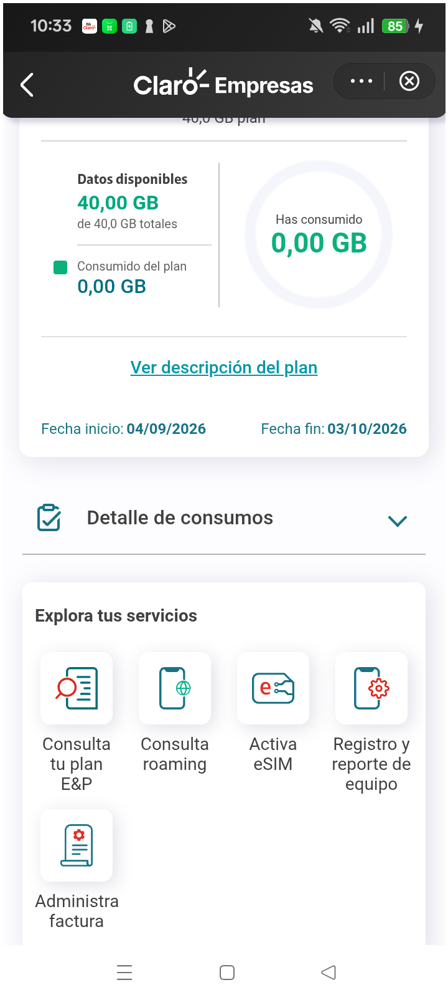 10:33
Mi Claro
85
Claro- Empresas
40,0 GB plan
Datos disponibles
40,00 GB
de 40,0 GB totales
Has consumido
0,00 GB
Consumido del plan
0,00 GB
Ver descripción del plan
Fecha inicio: 04/09/2026
Fecha fin: 03/10/2026
Detalle de consumos
Explora tus servicios
e
Consulta
tu plan
E&P
Consulta
roaming
Activa
eSIM
Registro y
reporte de
equipo
Administra
factura